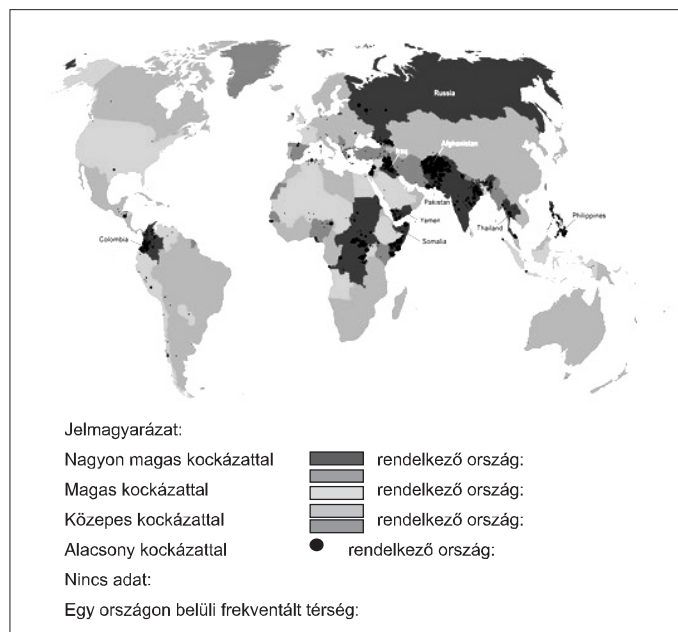 Russia
Afghanistan
Iraq
Pakistan
Yemen
Somalia
Thailand
Philippines
Colombia
Jelmagyarázat:
Nagyon magas kockázattal rendelkező ország:
Magas kockázattal rendelkező ország:
Közepes kockázattal rendelkező ország:
Alacsony kockázattal rendelkező ország:
Nincs adat:
Egy országon belüli frekventált térség: